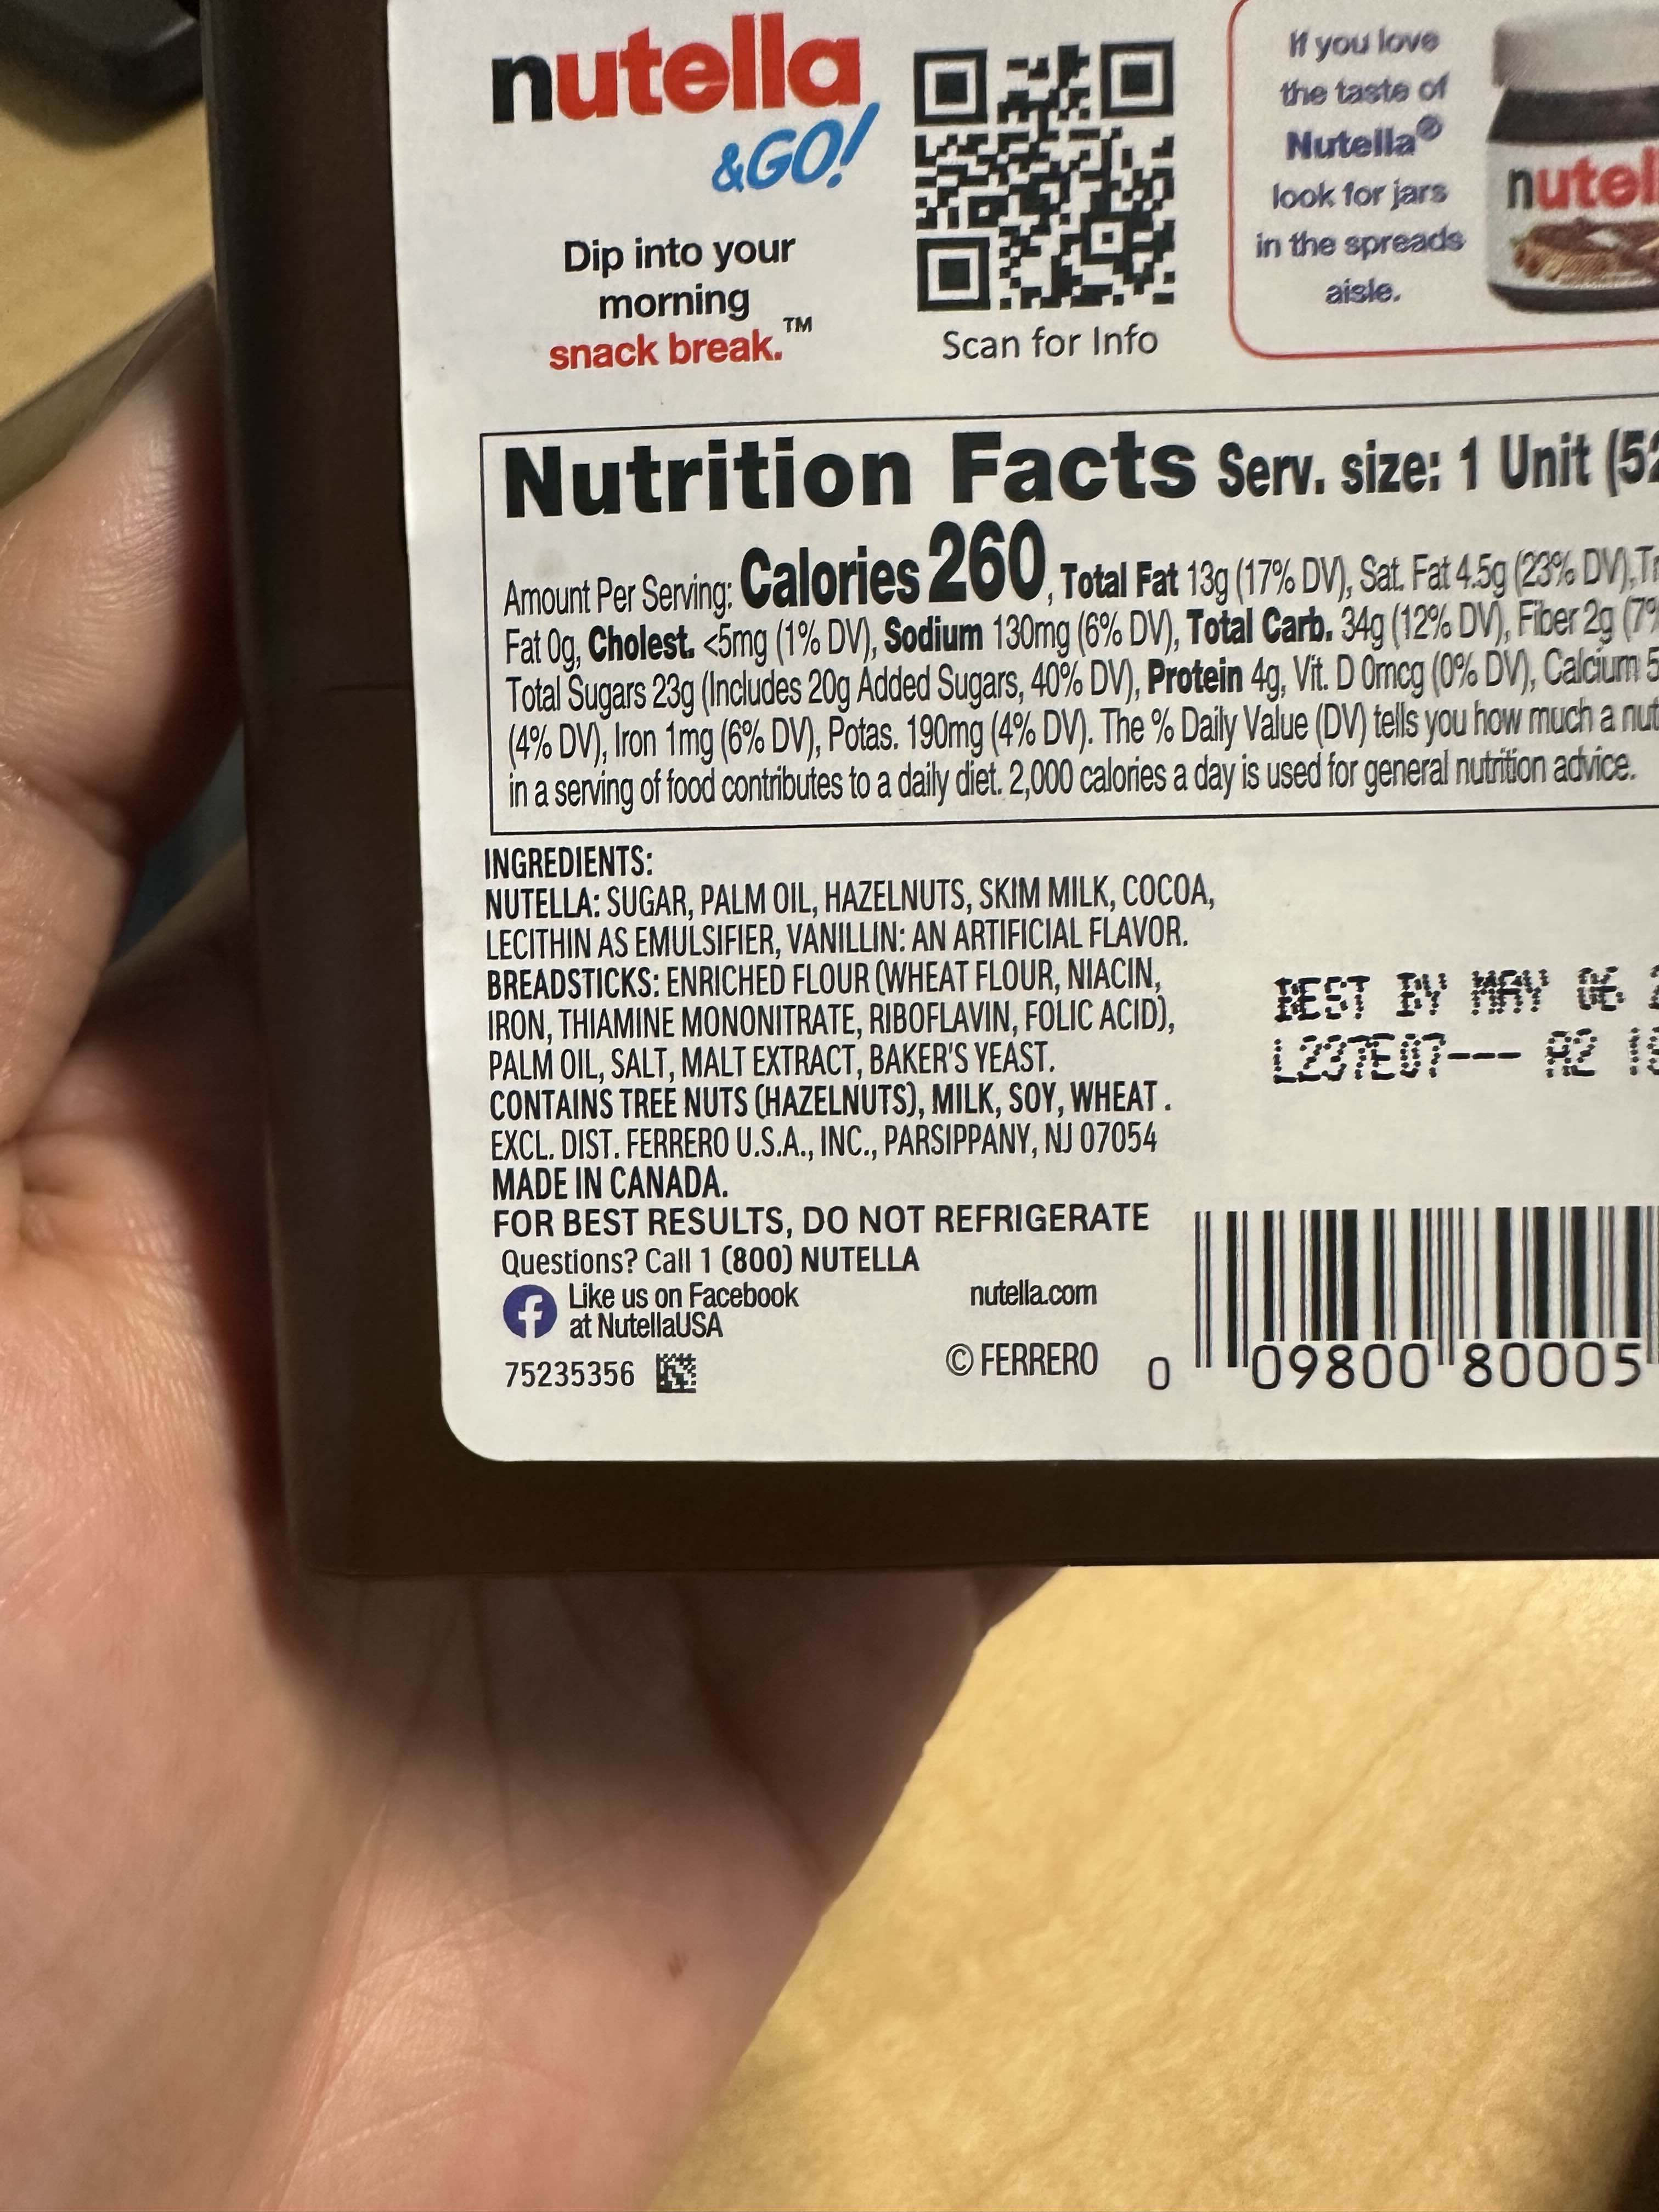 nutella
&GO!
Dip into your
morning
snack break.™
Scan for Info
If you love
the taste of
Nutella®
look for jars
in the spreads
aisle.
nutel
Nutrition Facts Serv. size: 1 Unit (52
Amount Per Serving: Calories 260, Total Fat 13g (17% DV), Sat. Fat 4.5g (23% DV), Tr
Fat 0g, Cholest. <5mg (1% DV), Sodium 130mg (6% DV), Total Carb. 34g (12% DV), Fiber 2g (7%
Total Sugars 23g (Includes 20g Added Sugars, 40% DV), Protein 4g, Vit. D 0mcg (0% DV), Calcium 5
(4% DV), Iron 1mg (6% DV), Potas. 190mg (4% DV). The % Daily Value (DV) tells you how much a nut
in a serving of food contributes to a daily diet. 2,000 calories a day is used for general nutrition advice.
INGREDIENTS:
NUTELLA: SUGAR, PALM OIL, HAZELNUTS, SKIM MILK, COCOA,
LECITHIN AS EMULSIFIER, VANILLIN: AN ARTIFICIAL FLAVOR.
BREADSTICKS: ENRICHED FLOUR (WHEAT FLOUR, NIACIN,
IRON, THIAMINE MONONITRATE, RIBOFLAVIN, FOLIC ACID),
PALM OIL, SALT, MALT EXTRACT, BAKER'S YEAST.
CONTAINS TREE NUTS (HAZELNUTS), MILK, SOY, WHEAT .
EXCL. DIST. FERRERO U.S.A., INC., PARSIPPANY, NJ 07054
MADE IN CANADA.
FOR BEST RESULTS, DO NOT REFRIGERATE
Questions? Call 1 (800) NUTELLA
Like us on Facebook
at NutellaUSA
nutella.com
75235356
© FERRERO
BEST BY MAY 06 2
L237E07--- A2
0 09800 80005